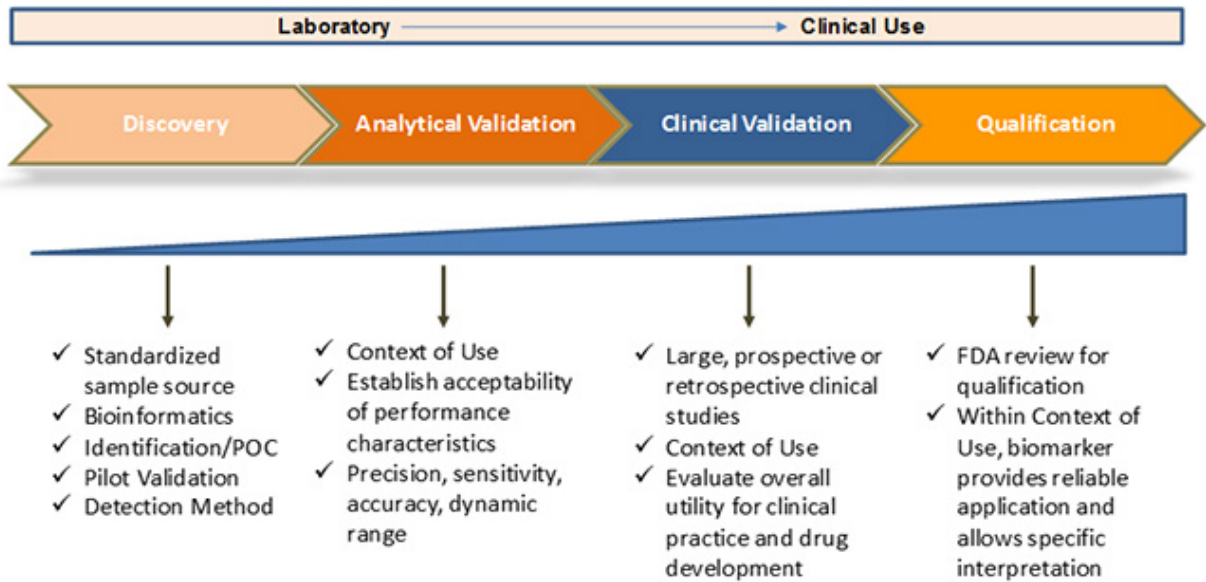 Laboratory
Clinical Use
Discovery
Analytical Validation
Clinical Validation
Qualification
✓ Standardized
sample source
✓ Bioinformatics
✓ Identification/POC
✓ Pilot Validation
✓ Detection Method
✓ Context of Use
✓ Establish acceptability
of performance
characteristics
✓ Precision, sensitivity,
accuracy, dynamic
range
✓ Large, prospective or
retrospective clinical
studies
✓ Context of Use
✓ Evaluate overall
utility for clinical
practice and drug
development
✓ FDA review for
qualification
✓ Within Context of
Use, biomarker
provides reliable
application and
allows specific
interpretation